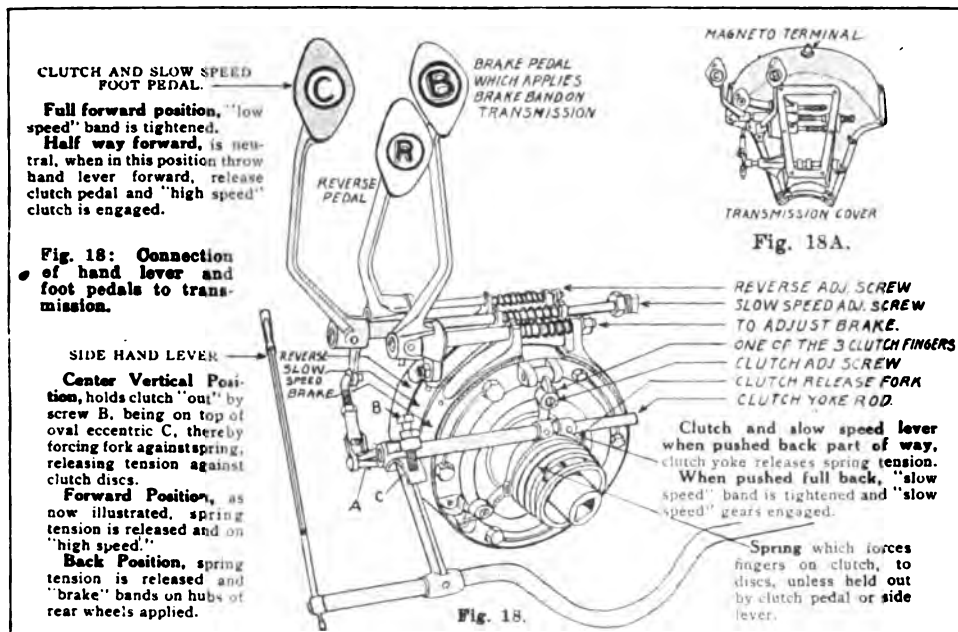 CLUTCH AND SLOW SPEED
FOOT PEDAL.
Full forward position, "low
speed" band is tightened.
Half way forward, is neu-
tral, when in this position throw
hand lever forward, release
clutch pedal and "high speed"
clutch is engaged.
Fig. 18: Connection
of hand lever and
foot pedals to trans-
mission.
SIDE HAND LEVER
Center Vertical Posi-
tion, holds clutch "out" by
screw B, being on top of
oval eccentric C, thereby
forcing fork against spring,
releasing tension against
clutch discs.
Forward Position, as
now illustrated, spring
tension is released and on
"high speed."
Back Position, spring
tension is released and
"brake" bands on hubs of
rear wheels applied.
C
B
R
BRAKE PEDAL
WHICH APPLIES
BRAKE BAND ON
TRANSMISSION
REVERSE
PEDAL
REVERSE
SLOW
SPEED
BRAKE
B
A
C
Fig. 18.
MAGNETO TERMINAL
TRANSMISSION COVER
Fig. 18A.
REVERSE ADJ. SCREW
SLOW SPEED ADJ. SCREW
TO ADJUST BRAKE.
ONE OF THE 3 CLUTCH FINGERS
CLUTCH ADJ SCREW
CLUTCH RELEASE FORK
CLUTCH YOKE ROD.
Clutch and slow speed lever
when pushed back part of way,
clutch yoke releases spring tension.
When pushed full back, "slow
speed" band is tightened and "slow
speed" gears engaged.
Spring which forces
fingers on clutch, to
discs, unless held out
by clutch pedal or side
lever.